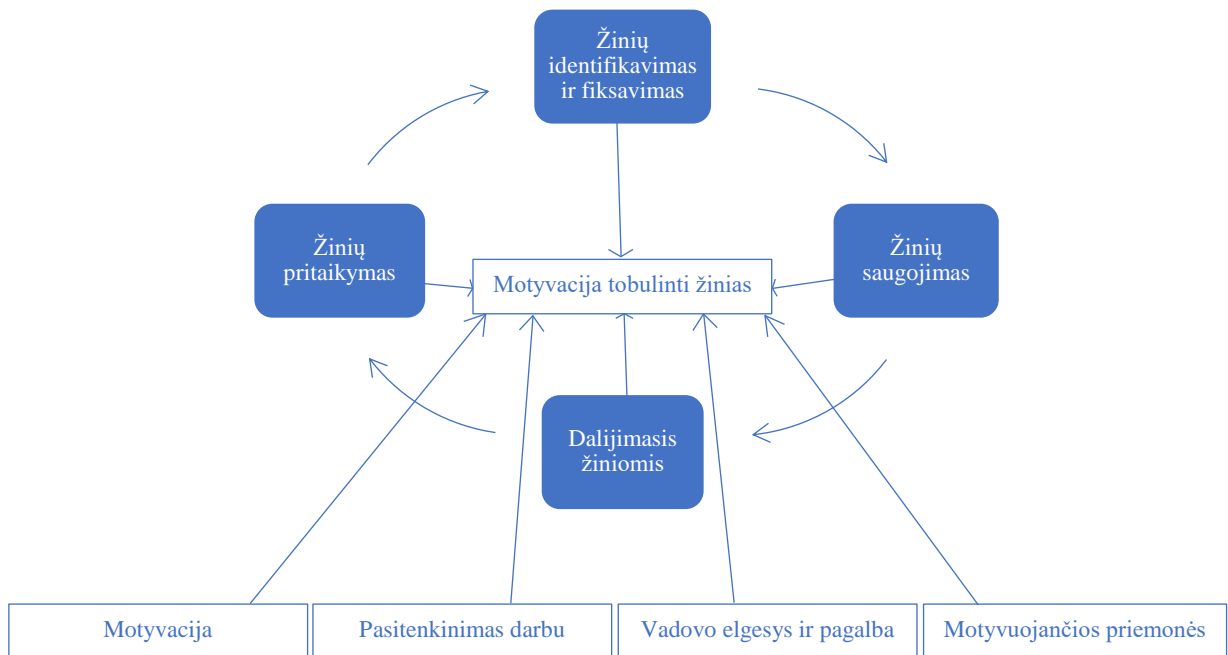 Žinių
identifikavimas
ir fiksavimas
Žinių
pritaikymas
Žinių
saugojimas
Motyvacija tobulinti žinias
Dalijimasis
žiniomis
Motyvacija
Pasitenkinimas darbu
Vadovo elgesys ir pagalba
Motyvuojančios priemonės